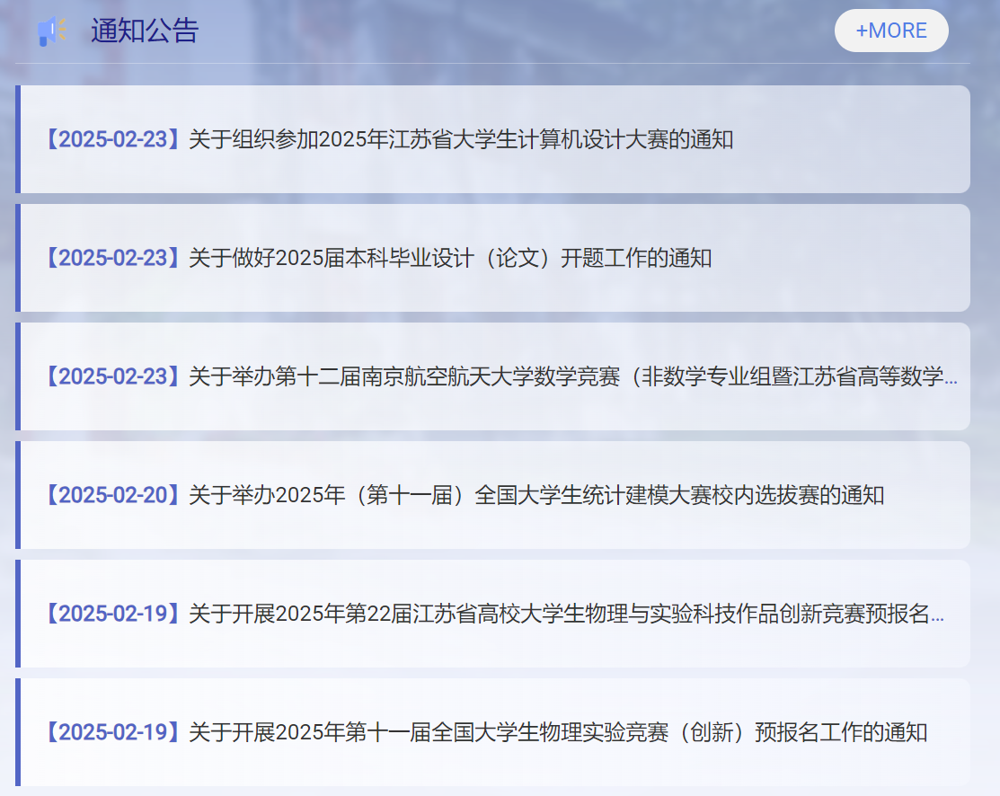 通知公告
+MORE
【2025-02-23】关于组织参加2025年江苏省大学生计算机设计大赛的通知
【2025-02-23】关于做好2025届本科毕业设计（论文）开题工作的通知
【2025-02-23】关于举办第十二届南京航空航天大学数学竞赛（非数学专业组暨江苏省高等数学...
【2025-02-20】关于举办2025年（第十一届）全国大学生统计建模大赛校内选拔赛的通知
【2025-02-19】关于开展2025年第22届江苏省高校大学生物理与实验科技作品创新竞赛预报名...
【2025-02-19】关于开展2025年第十一届全国大学生物理实验竞赛（创新）预报名工作的通知